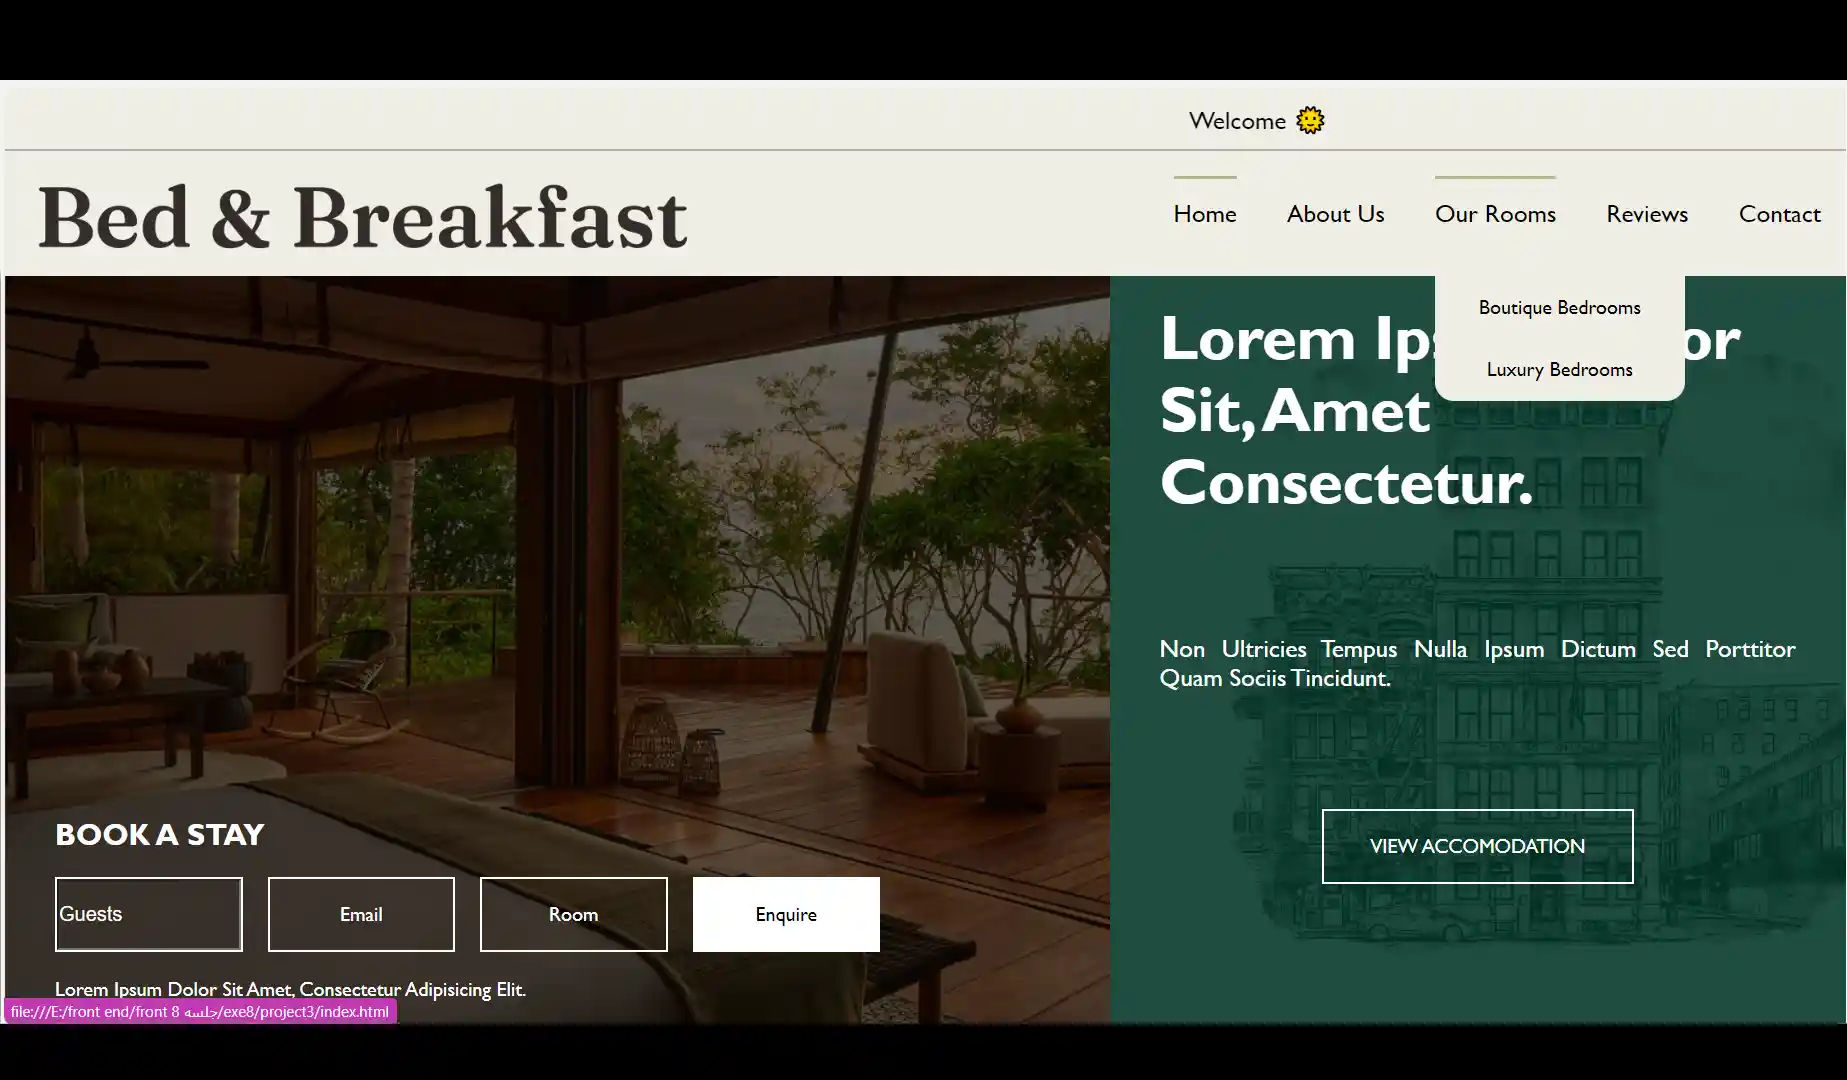 Welcome 🌞
Bed & Breakfast
Home About Us Our Rooms Reviews Contact
Boutique Bedrooms
Luxury Bedrooms
Lorem Ip or
Sit, Amet
Consectetur.
Non Ultricies Tempus Nulla Ipsum Dictum Sed Porttitor
Quam Sociis Tincidunt.
VIEW ACCOMODATION
BOOK A STAY
Guests Email Room Enquire
Lorem Ipsum Dolor Sit Amet, Consectetur Adipisicing Elit.
file:///E:/front end/front 8 جلسه/exe8/project3/index.html